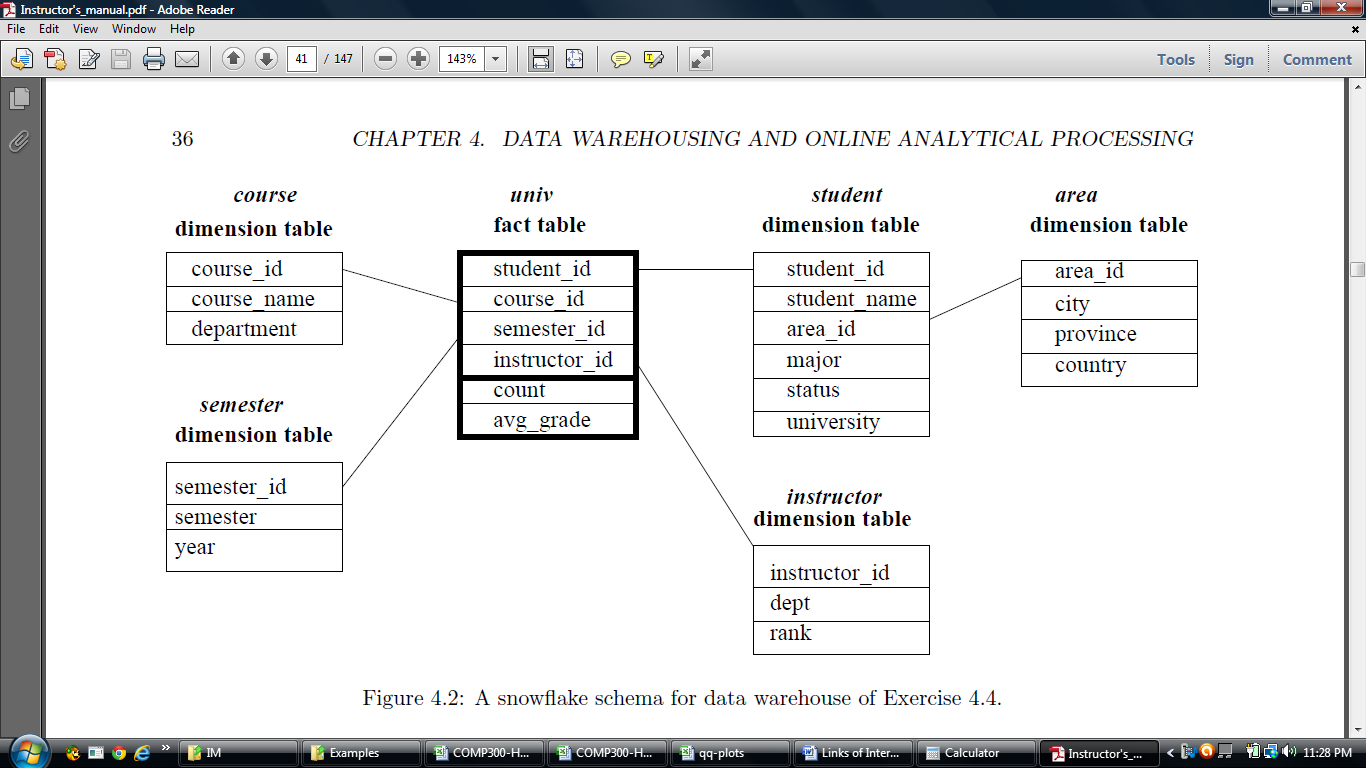 Instructor's_manual.pdf - Adobe Reader
File Edit View Window Help
41 / 147 143% Tools Sign Comment
36 CHAPTER 4. DATA WAREHOUSING AND ONLINE ANALYTICAL PROCESSING
course
dimension table
course_id
course_name
department
semester
dimension table
semester_id
semester
year
univ
fact table
student_id
course_id
semester_id
instructor_id
count
avg_grade
student
dimension table
student_id
student_name
area_id
major
status
university
instructor
dimension table
instructor_id
dept
rank
area
dimension table
area_id
city
province
country
Figure 4.2: A snowflake schema for data warehouse of Exercise 4.4.
IM Examples COMP300-H... COMP300-H... qq-plots Links of Inter... Calculator Instructor's_... 11:28 PM